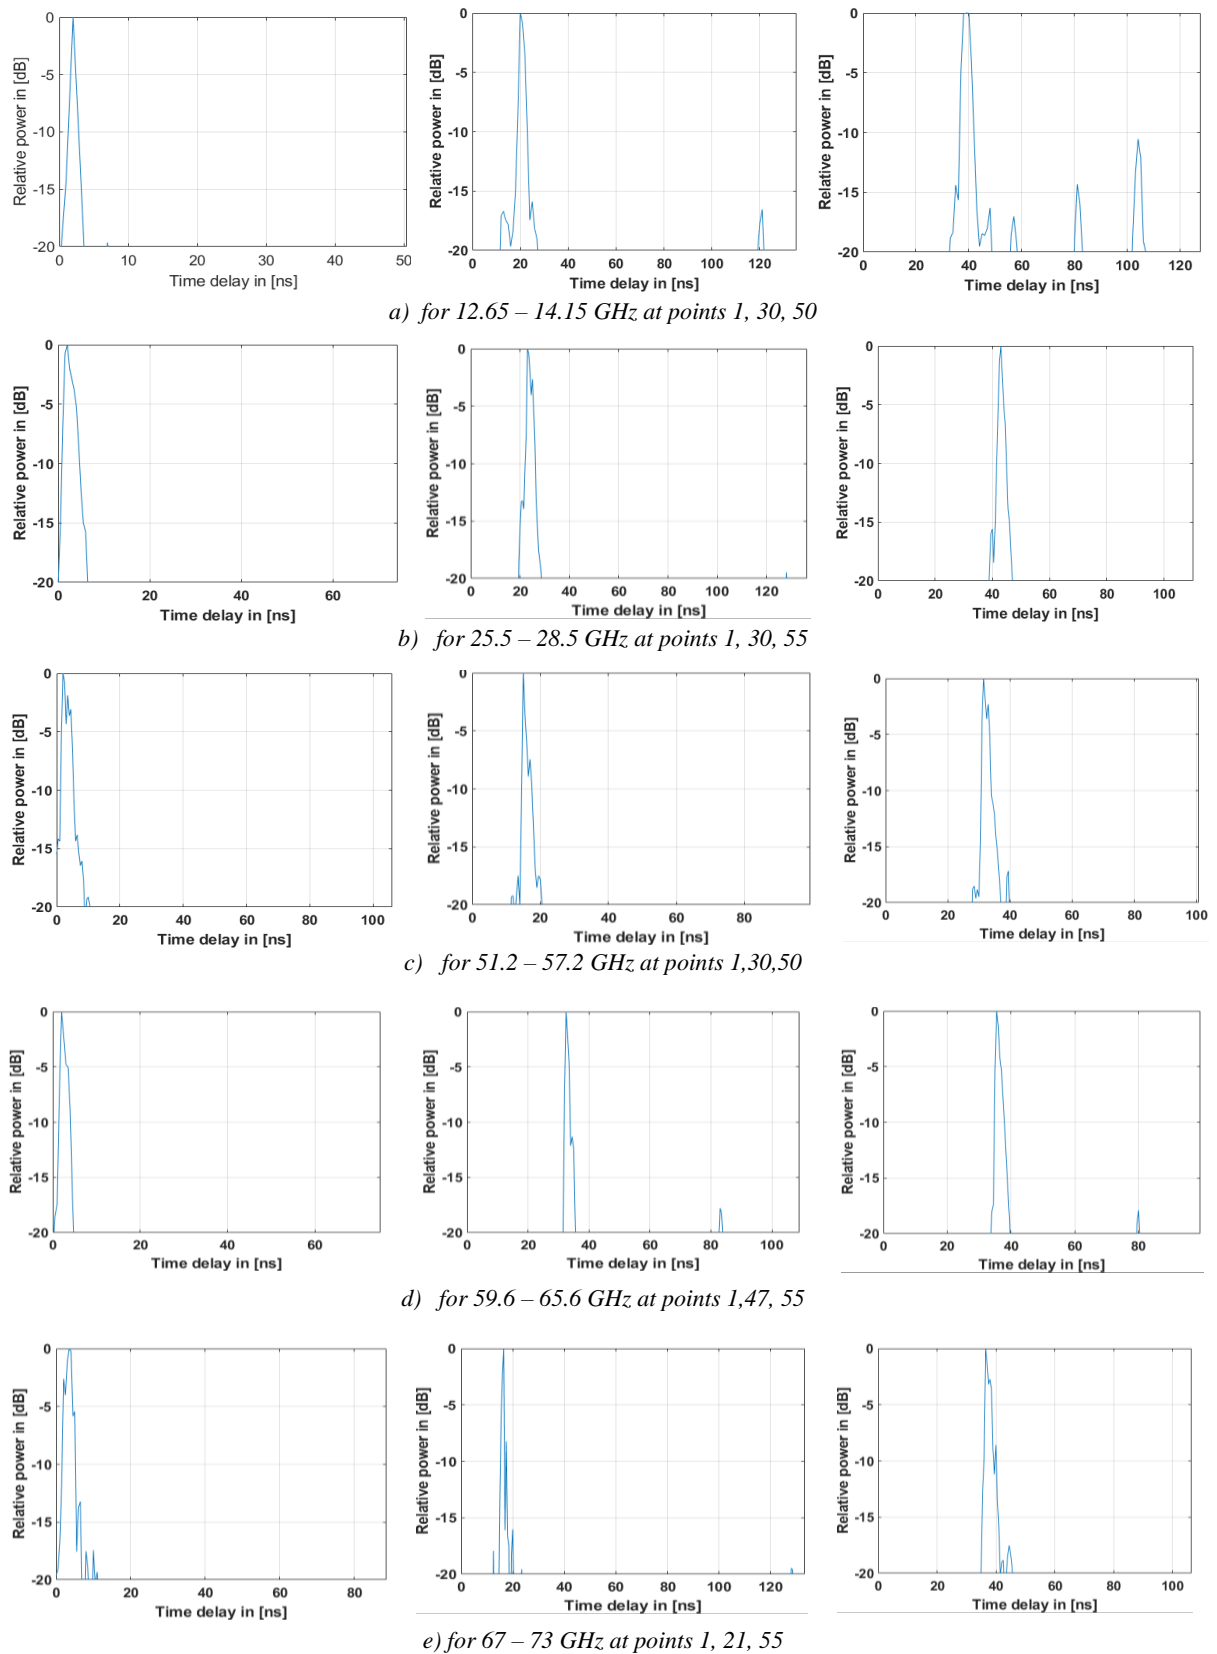 0
-5
-10
-15
-20
0 10 20 30 40 50
Relative power in [dB]
Time delay in [ns]
0
-5
-10
-15
-20
0 20 40 60 80 100 120
Relative power in [dB]
Time delay in [ns]
0
-5
-10
-15
-20
0 20 40 60 80 100 120
Relative power in [dB]
Time delay in [ns]
a) for 12.65 – 14.15 GHz at points 1, 30, 50
0
-5
-10
-15
-20
0 20 40 60
Relative power in [dB]
Time delay in [ns]
0
-5
-10
-15
-20
0 20 40 60 80 100 120
Relative power in [dB]
Time delay in [ns]
0
-5
-10
-15
-20
0 20 40 60 80 100
Relative power in [dB]
Time delay in [ns]
b) for 25.5 – 28.5 GHz at points 1, 30, 55
0
-5
-10
-15
-20
0 20 40 60 80 100
Relative power in [dB]
Time delay in [ns]
0
-5
-10
-15
-20
0 20 40 60 80
Relative power in [dB]
Time delay in [ns]
0
-5
-10
-15
-20
0 20 40 60 80 100
Relative power in [dB]
Time delay in [ns]
c) for 51.2 – 57.2 GHz at points 1,30,50
0
-5
-10
-15
-20
0 20 40 60
Relative power in [dB]
Time delay in [ns]
0
-5
-10
-15
-20
0 20 40 60 80 100
Relative power in [dB]
Time delay in [ns]
0
-5
-10
-15
-20
0 20 40 60 80
Relative power in [dB]
Time delay in [ns]
d) for 59.6 – 65.6 GHz at points 1,47, 55
0
-5
-10
-15
-20
0 20 40 60 80
Relative power in [dB]
Time delay in [ns]
0
-5
-10
-15
-20
0 20 40 60 80 100 120
Relative power in [dB]
Time delay in [ns]
0
-5
-10
-15
-20
0 20 40 60 80 100
Relative power in [dB]
Time delay in [ns]
e) for 67 – 73 GHz at points 1, 21, 55